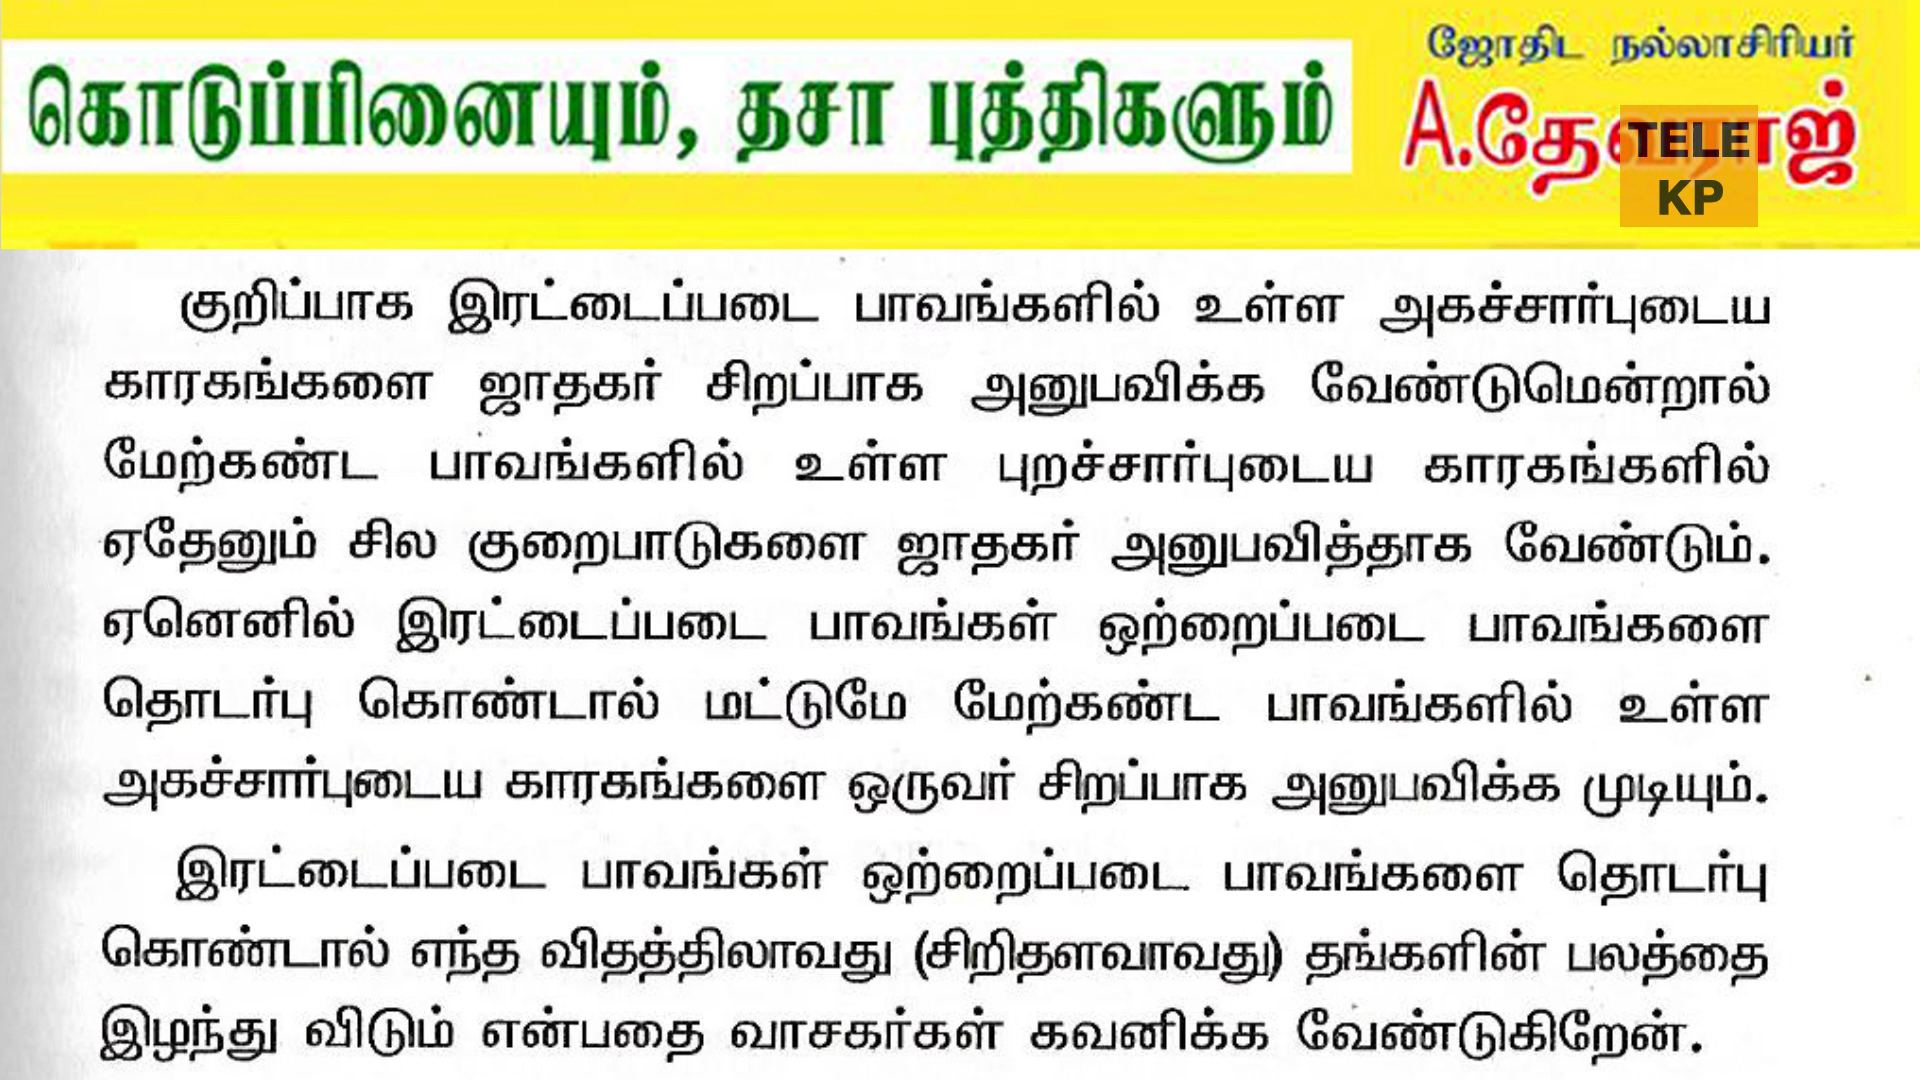 ஜோதிட நல்லாசிரியர்
கொடுப்பினையும், தசா புத்திகளும்
A.தேவராஜ்
TELE
KP
குறிப்பாக இரட்டைப்படை பாவங்களில் உள்ள அகச்சார்புடைய
காரகங்களை ஜாதகர் சிறப்பாக அனுபவிக்க வேண்டுமென்றால்
மேற்கண்ட பாவங்களில் உள்ள புறச்சார்புடைய காரகங்களில்
ஏதேனும் சில குறைபாடுகளை ஜாதகர் அனுபவித்தாக வேண்டும்.
ஏனெனில் இரட்டைப்படை பாவங்கள் ஒற்றைப்படை பாவங்களை
தொடர்பு கொண்டால் மட்டுமே மேற்கண்ட பாவங்களில் உள்ள
அகச்சார்புடைய காரகங்களை ஒருவர் சிறப்பாக அனுபவிக்க முடியும்.
இரட்டைப்படை பாவங்கள் ஒற்றைப்படை பாவங்களை தொடர்பு
கொண்டால் எந்த விதத்திலாவது (சிறிதளவாவது) தங்களின் பலத்தை
இழந்து விடும் என்பதை வாசகர்கள் கவனிக்க வேண்டுகிறேன்.